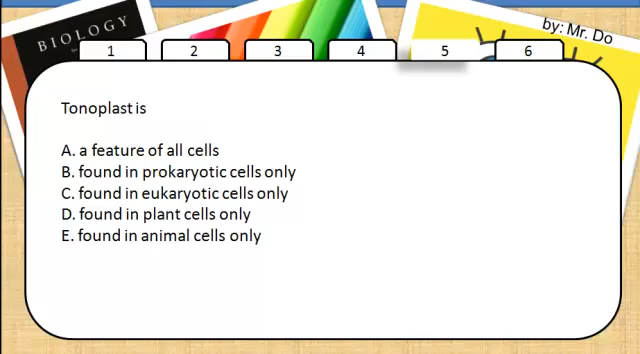 by: Mr. Do
BIOLOGY
1 2 3 4 5 6
Tonoplast is
A. a feature of all cells
B. found in prokaryotic cells only
C. found in eukaryotic cells only
D. found in plant cells only
E. found in animal cells only